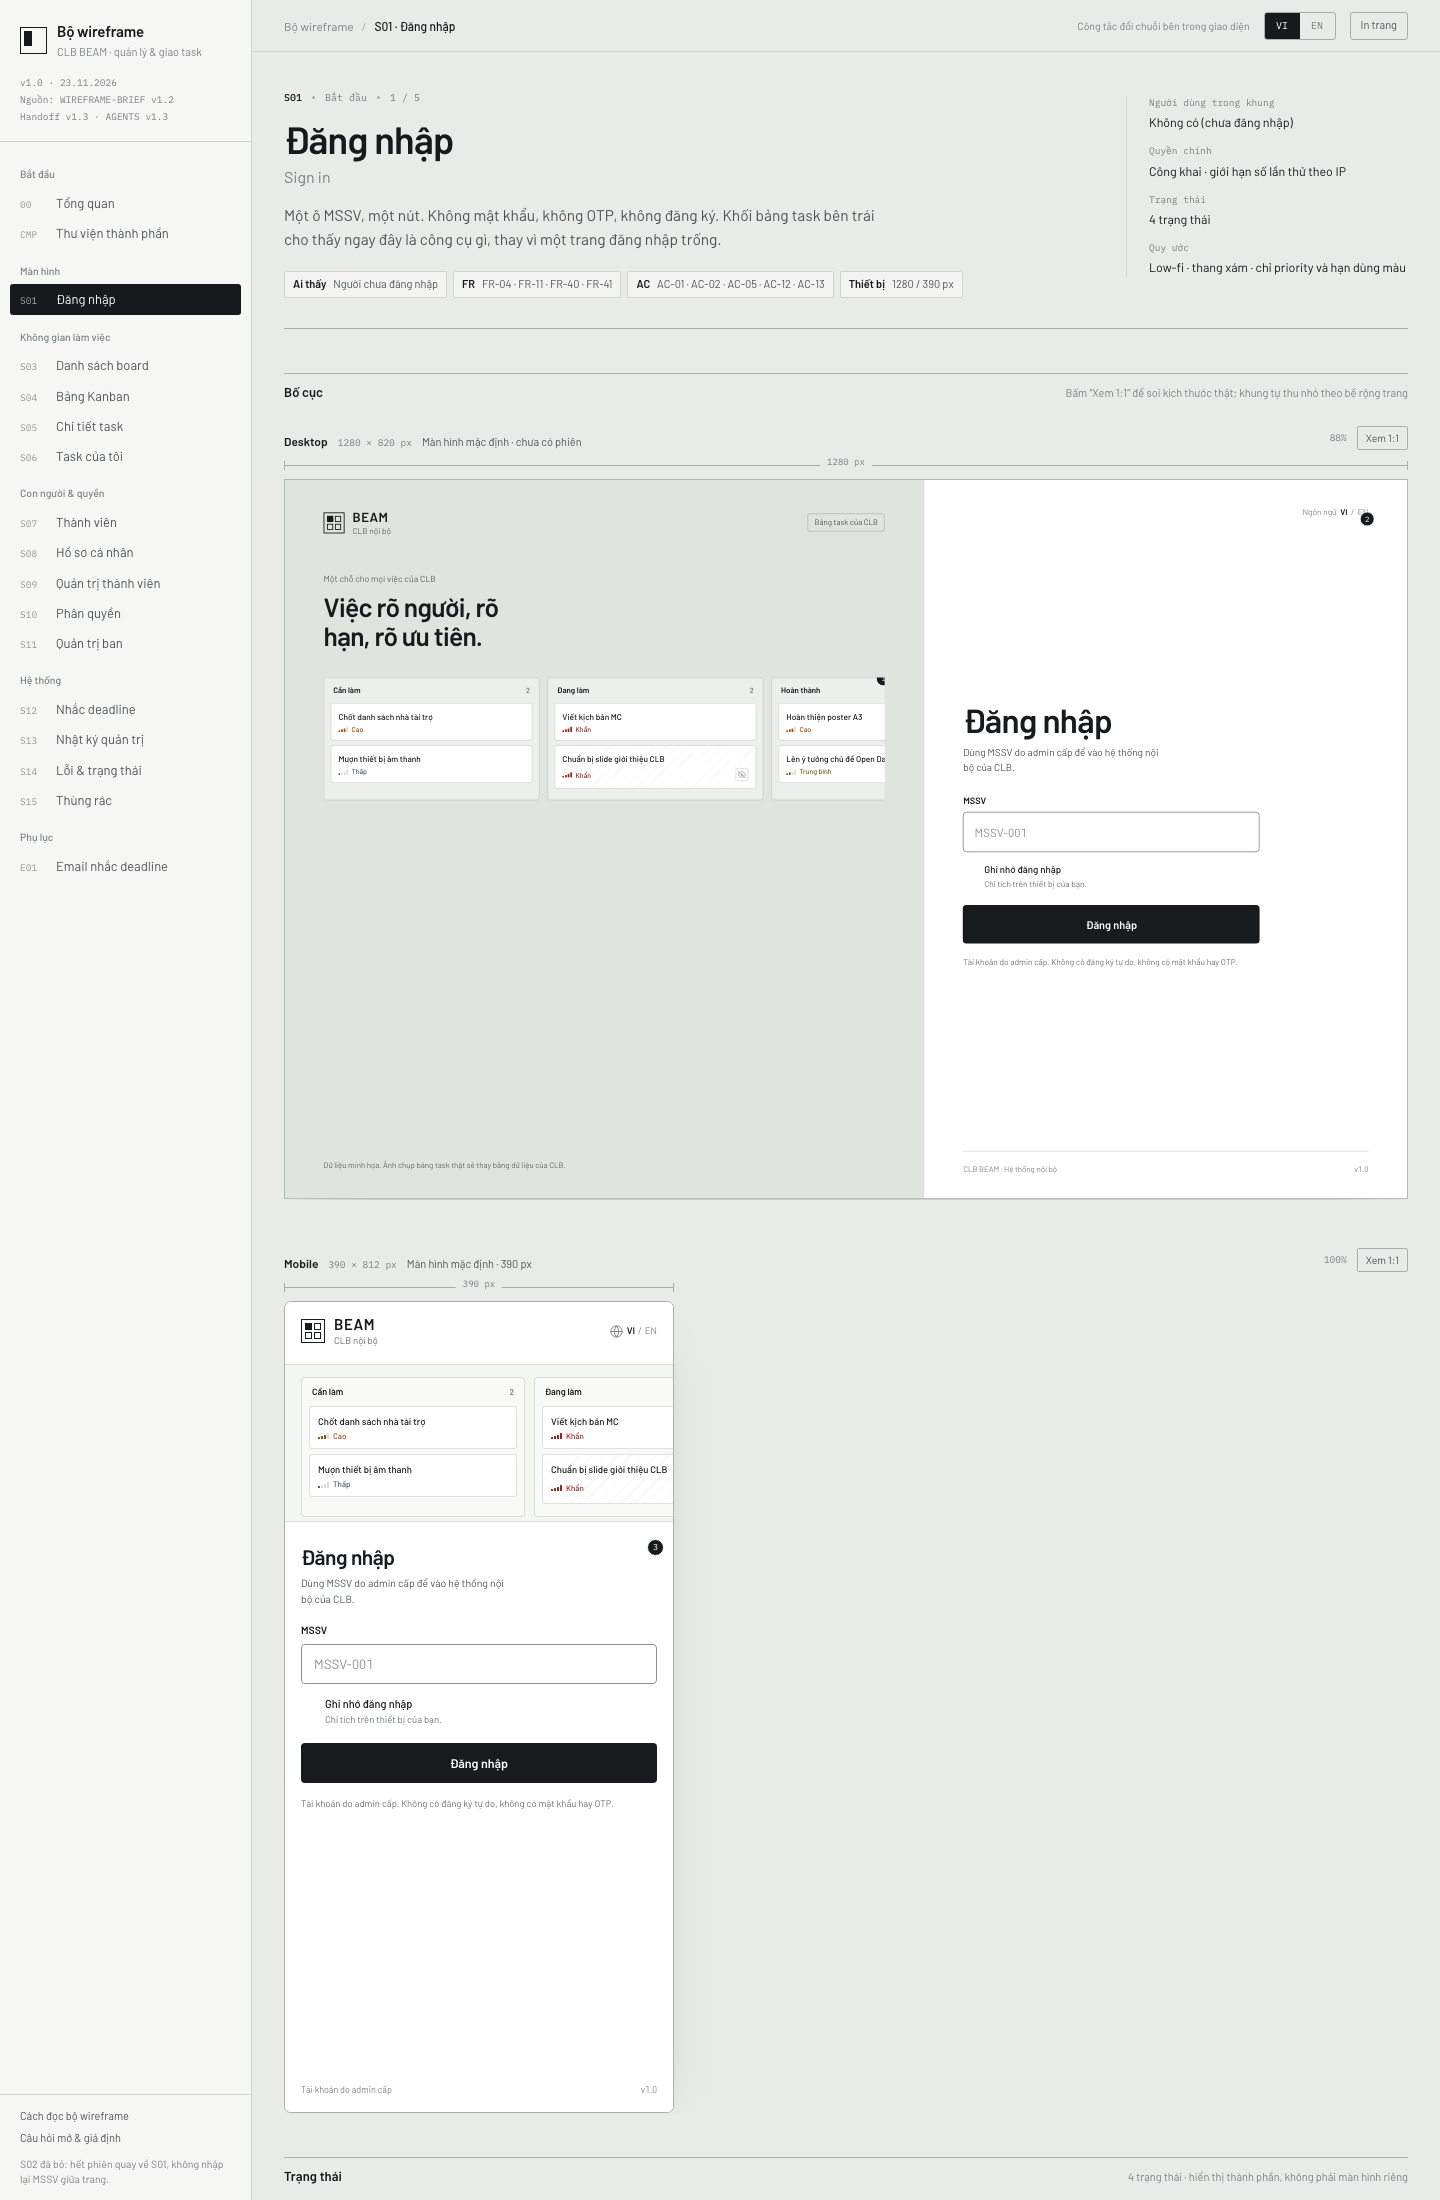 Bộ wireframe
CLB BEAM · quản lý & giao task
v1.0 · 23.11.2026
Nguồn: WIREFRAME-BRIEF v1.2
Handoff v1.3 · AGENTS v1.3
Bắt đầu
00 Tổng quan
CMP Thư viện thành phần
Màn hình
S01 Đăng nhập
Không gian làm việc
S03 Danh sách board
S04 Bảng Kanban
S05 Chi tiết task
S06 Task của tôi
Con người & quyền
S07 Thành viên
S08 Hồ sơ cá nhân
S09 Quản trị thành viên
S10 Phân quyền
S11 Quản trị ban
Hệ thống
S12 Nhắc deadline
S13 Nhật ký quản trị
S14 Lỗi & trạng thái
S15 Thùng rác
Phụ lục
E01 Email nhắc deadline
Cách đọc bộ wireframe
Câu hỏi mở & giả định
S02 đã bỏ: hết phiên quay về S01, không nhập
lại MSSV giữa trang.
Bộ wireframe / S01 · Đăng nhập
Công tắc đổi chuỗi bên trong giao diện VI EN In trang
S01 • Bắt đầu • 1 / 5
Đăng nhập
Sign in
Một ô MSSV, một nút. Không mật khẩu, không OTP, không đăng ký. Khối bảng task bên trái
cho thấy ngay đây là công cụ gì, thay vì một trang đăng nhập trống.
Ai thấy Người chưa đăng nhập
FR FR-04 · FR-11 · FR-40 · FR-41
AC AC-01 · AC-02 · AC-05 · AC-12 · AC-13
Thiết bị 1280 / 390 px
Người dùng trong khung
Không có (chưa đăng nhập)
Quyền chính
Công khai · giới hạn số lần thử theo IP
Trạng thái
4 trạng thái
Quy ước
Low-fi · thang xám · chỉ priority và hạn dùng màu
Bố cục
Bấm "Xem 1:1" để soi kích thước thật; khung tự thu nhỏ theo bề rộng trang
Desktop 1280 × 820 px Màn hình mặc định · chưa có phiên
88% Xem 1:1
1280 px
BEAM
CLB nội bộ
Bảng task của CLB
Một chỗ cho mọi việc của CLB
Việc rõ người, rõ
hạn, rõ ưu tiên.
Cần làm 2
Chốt danh sách nhà tài trợ
Cao
Mượn thiết bị âm thanh
Thấp
Đang làm 2
Viết kịch bản MC
Khẩn
Chuẩn bị slide giới thiệu CLB
Khẩn
Hoàn thành
Hoàn thiện poster A3
Cao
Lên ý tưởng chủ đề Open Da
Trung bình
Dữ liệu minh họa. Ảnh chụp bảng task thật sẽ thay bằng dữ liệu của CLB.
Ngôn ngữ VI / EN
2
Đăng nhập
Dùng MSSV do admin cấp để vào hệ thống nội
bộ của CLB.
MSSV
MSSV-001
Ghi nhớ đăng nhập
Chỉ tích trên thiết bị của bạn.
Đăng nhập
Tài khoản do admin cấp. Không có đăng ký tự do, không có mật khẩu hay OTP.
CLB BEAM · Hệ thống nội bộ v1.0
Mobile 390 × 812 px Màn hình mặc định · 390 px
100% Xem 1:1
390 px
BEAM
CLB nội bộ
VI / EN
Cần làm 2
Chốt danh sách nhà tài trợ
Cao
Mượn thiết bị âm thanh
Thấp
Đang làm
Viết kịch bản MC
Khẩn
Chuẩn bị slide giới thiệu CLB
Khẩn
3
Đăng nhập
Dùng MSSV do admin cấp để vào hệ thống nội
bộ của CLB.
MSSV
MSSV-001
Ghi nhớ đăng nhập
Chỉ tích trên thiết bị của bạn.
Đăng nhập
Tài khoản do admin cấp. Không có đăng ký tự do, không có mật khẩu hay OTP.
Tài khoản do admin cấp v1.0
Trạng thái
4 trạng thái · hiển thị thành phần, không phải màn hình riêng